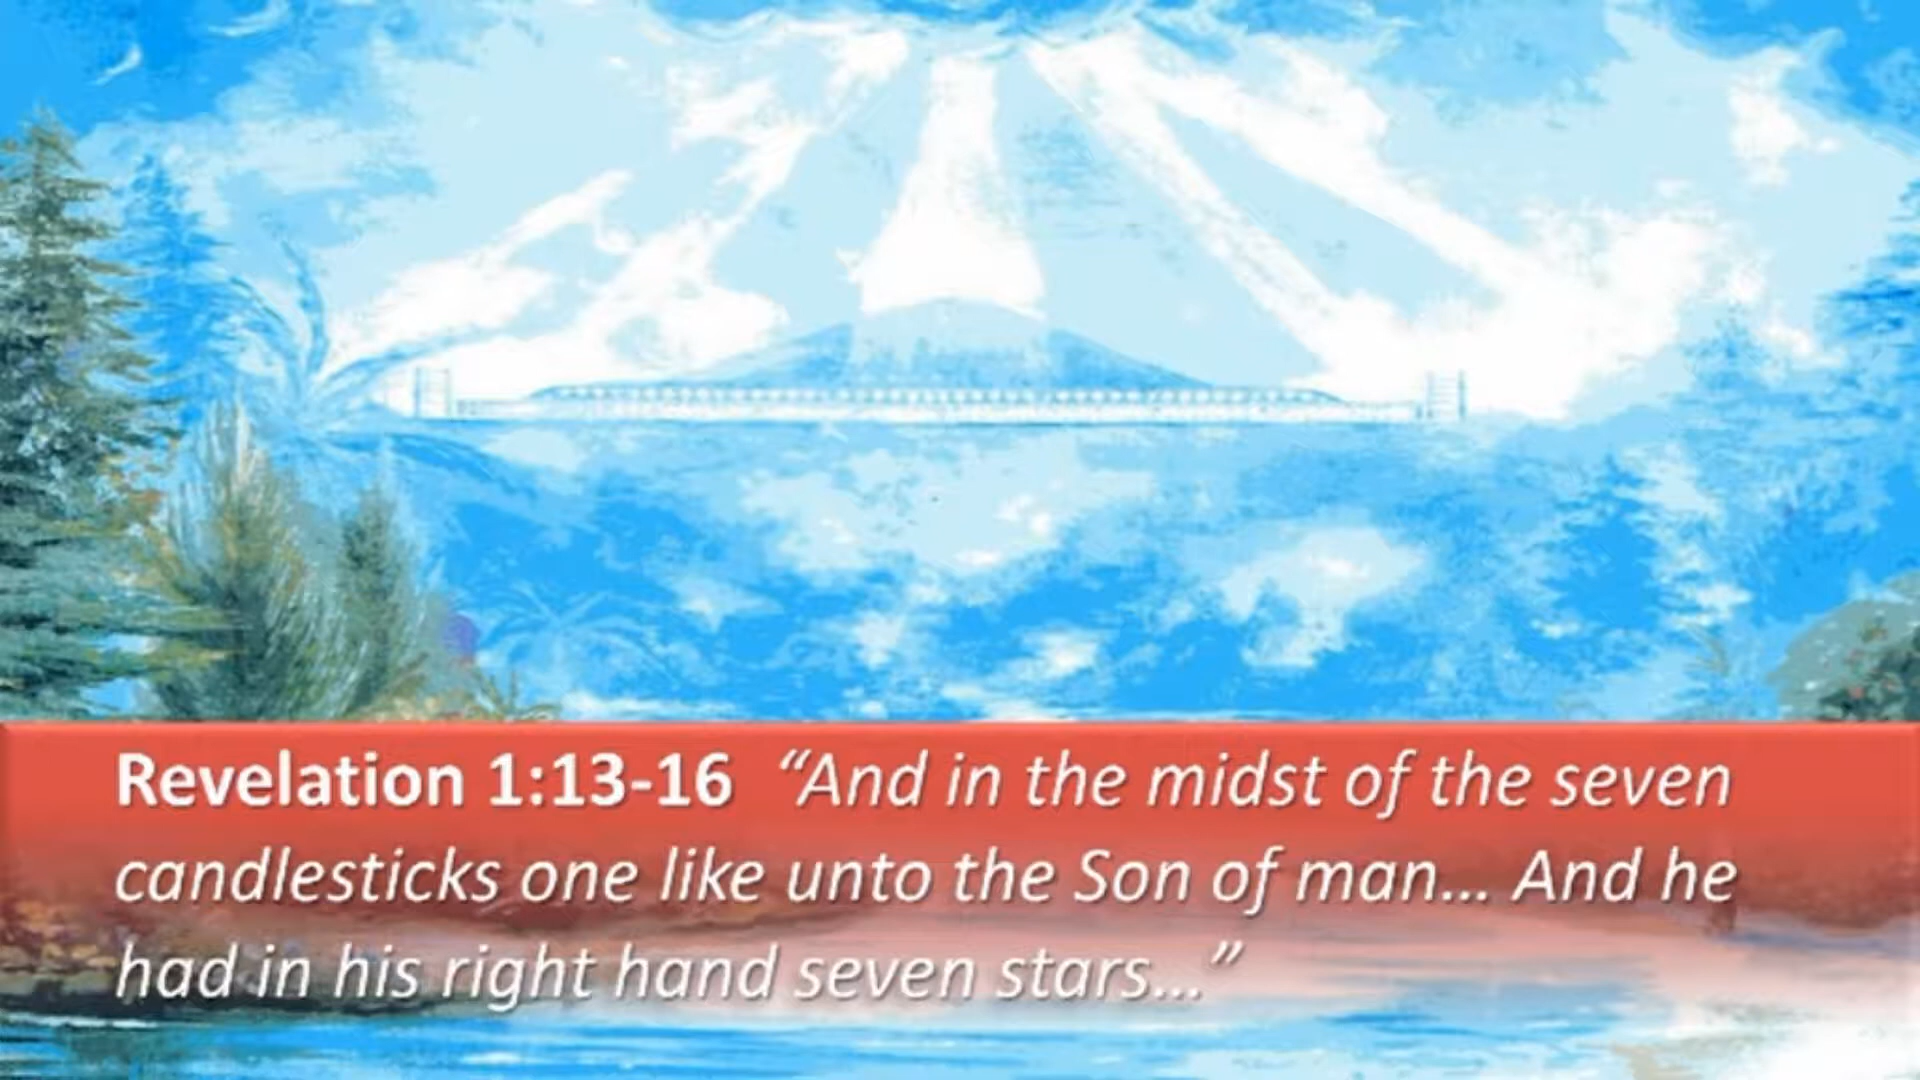 Revelation 1:13-16 “And in the midst of the seven
candlesticks one like unto the Son of man... And he
had in his right hand seven stars...”